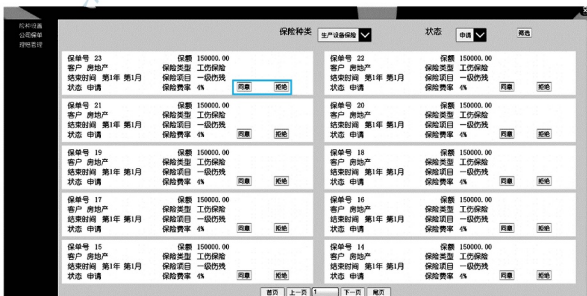 险种设置
公司保单
理赔管理
保险种类 生产设备保险 状态 申请 筛选
保单号 23 保额 150000.00
客户 房地产 保险类型 工伤保险
结束时间 第1年 第1月 保险项目 一级伤残
状态 申请 保险费率 4% 同意 拒绝
保单号 22 保额 150000.00
客户 房地产 保险类型 工伤保险
结束时间 第1年 第1月 保险项目 一级伤残
状态 申请 保险费率 4% 同意 拒绝
保单号 21 保额 150000.00
客户 房地产 保险类型 工伤保险
结束时间 第1年 第1月 保险项目 一级伤残
状态 申请 保险费率 4% 同意 拒绝
保单号 20 保额 150000.00
客户 房地产 保险类型 工伤保险
结束时间 第1年 第1月 保险项目 一级伤残
状态 申请 保险费率 4% 同意 拒绝
保单号 19 保额 150000.00
客户 房地产 保险类型 工伤保险
结束时间 第1年 第1月 保险项目 一级伤残
状态 申请 保险费率 4% 同意 拒绝
保单号 18 保额 150000.00
客户 房地产 保险类型 工伤保险
结束时间 第1年 第1月 保险项目 一级伤残
状态 申请 保险费率 4% 同意 拒绝
保单号 17 保额 150000.00
客户 房地产 保险类型 工伤保险
结束时间 第1年 第1月 保险项目 一级伤残
状态 申请 保险费率 4% 同意 拒绝
保单号 16 保额 150000.00
客户 房地产 保险类型 工伤保险
结束时间 第1年 第1月 保险项目 一级伤残
状态 申请 保险费率 4% 同意 拒绝
保单号 15 保额 150000.00
客户 房地产 保险类型 工伤保险
结束时间 第1年 第1月 保险项目 一级伤残
状态 申请 保险费率 4% 同意 拒绝
保单号 14 保额 150000.00
客户 房地产 保险类型 工伤保险
结束时间 第1年 第1月 保险项目 一级伤残
状态 申请 保险费率 4% 同意 拒绝
首页 上一页 1 下一页 尾页